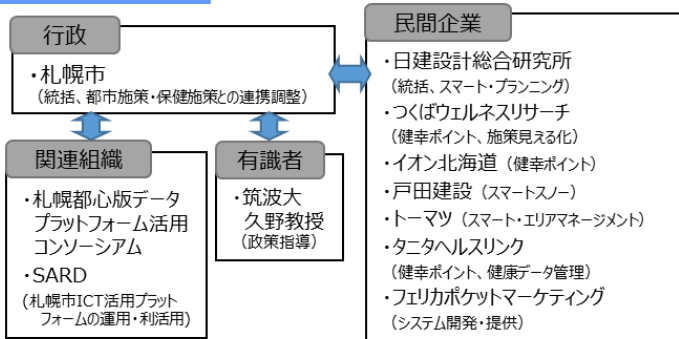 行政
・札幌市
（統括、都市施策・保健施策との連携調整）
関連組織
・札幌都心版データ
プラットフォーム活用
コンソーシアム
・SARD
(札幌市ICT活用プラット
フォームの運用・利活用)
有識者
・筑波大
久野教授
（政策指導）
民間企業
・日建設計総合研究所
（統括、スマート・プランニング）
・つくばウェルネスリサーチ
（健幸ポイント、施策見える化）
・イオン北海道（健幸ポイント）
・戸田建設（スマートスノー）
・トーマツ（スマート・エリアマネージメント）
・タニタヘルスリンク
（健幸ポイント、健康データ管理）
・フェリカポケットマーケティング
（システム開発・提供）